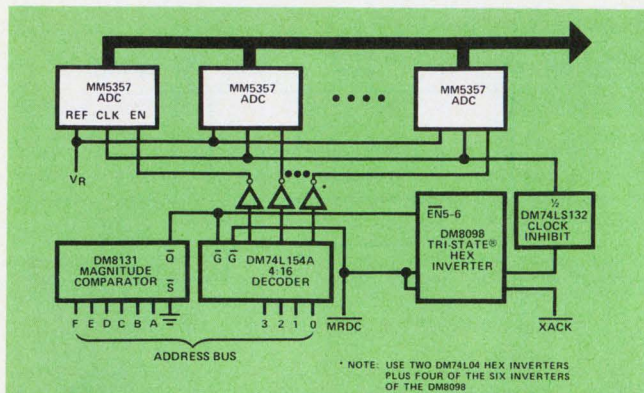 MM5357
ADC
REF CLK EN
MM5357
ADC
MM5357
ADC
VR
*
EN5-6
DM8098
TRI-STATE®
HEX
INVERTER
½
DM74LS132
CLOCK
INHIBIT
DM8131
MAGNITUDE
COMPARATOR
Q
S
G G
DM74L154A
4:16
DECODER
F E D C B A
3 2 1 0
MRDC
XACK
ADDRESS BUS
* NOTE: USE TWO DM74L04 HEX INVERTERS
PLUS FOUR OF THE SIX INVERTERS
OF THE DM8098